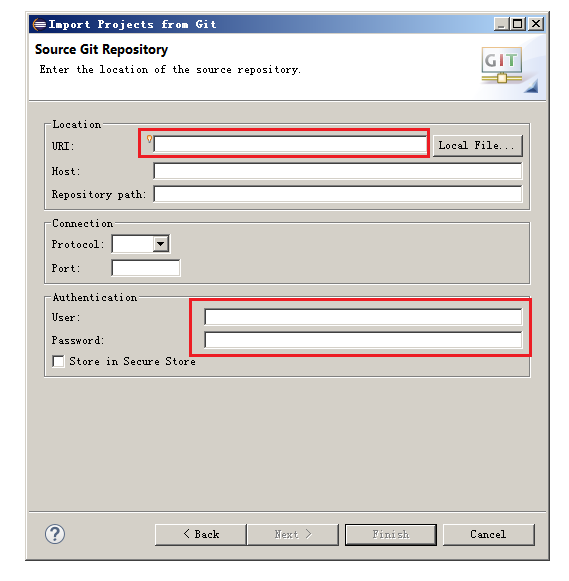 Import Projects from Git
Source Git Repository
Enter the location of the source repository.
GIT
Location
URI:
Local File...
Host:
Repository path:
Connection
Protocol:
Port:
Authentication
User:
Password:
Store in Secure Store
?
< Back
Next >
Finish
Cancel